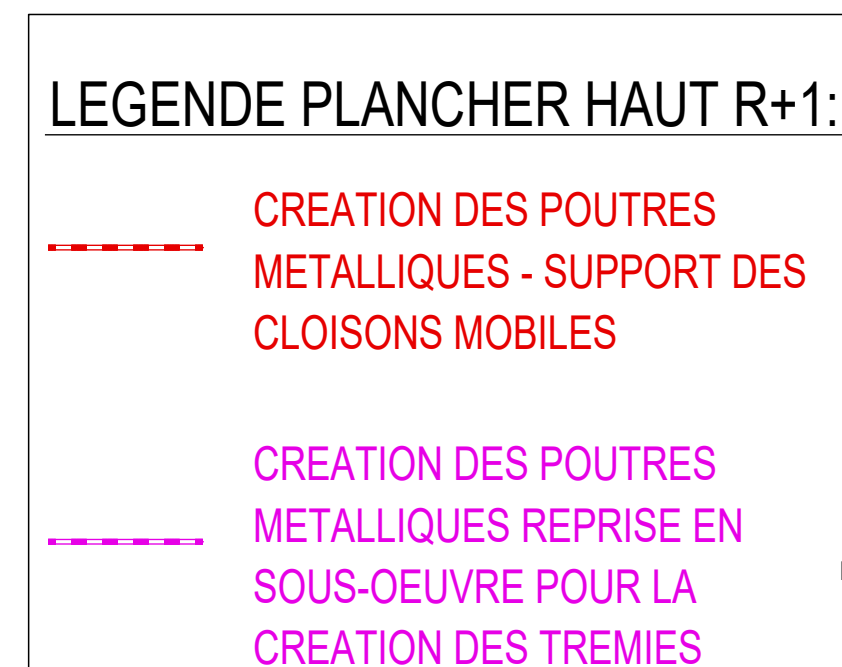 LEGENDE PLANCHER HAUT R+1:
CREATION DES POUTRES
METALLIQUES - SUPPORT DES
CLOISONS MOBILES
CREATION DES POUTRES
METALLIQUES REPRISE EN
SOUS-OEUVRE POUR LA
CREATION DES TREMIES